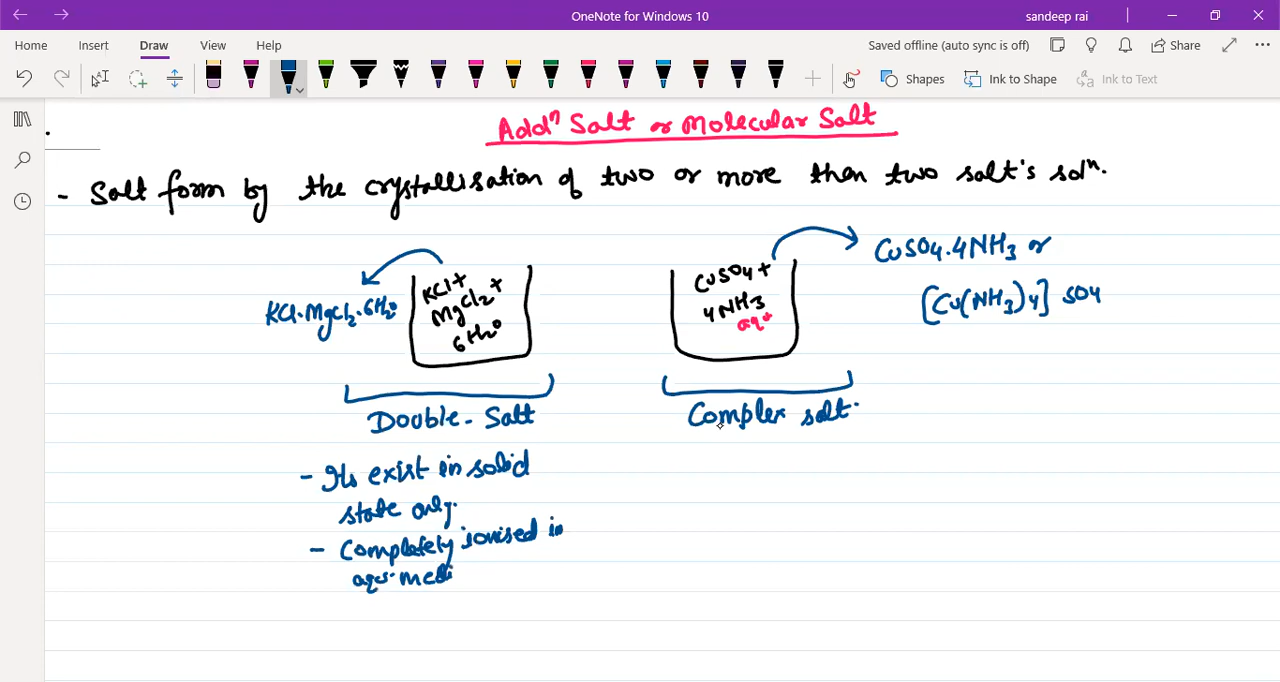 OneNote for Windows 10
sandeep rai
Home Insert Draw View Help
Saved offline (auto sync is off)
Share
Shapes
Ink to Shape
Ink to Text
Addⁿ Salt or Molecular Salt
- Salt form by the crystallisation of two or more than two salt's solⁿ.
KCl.MgCl2.6H2O
KCl+
MgCl2+
6H2O
CuSO4+
4NH3
aq*
CuSO4.4NH3 or
[Cu(NH3)4] SO4
Double-Salt
Complex salt.
- Its exist in solid
state only.
- Completely ionised in
aqs. medi